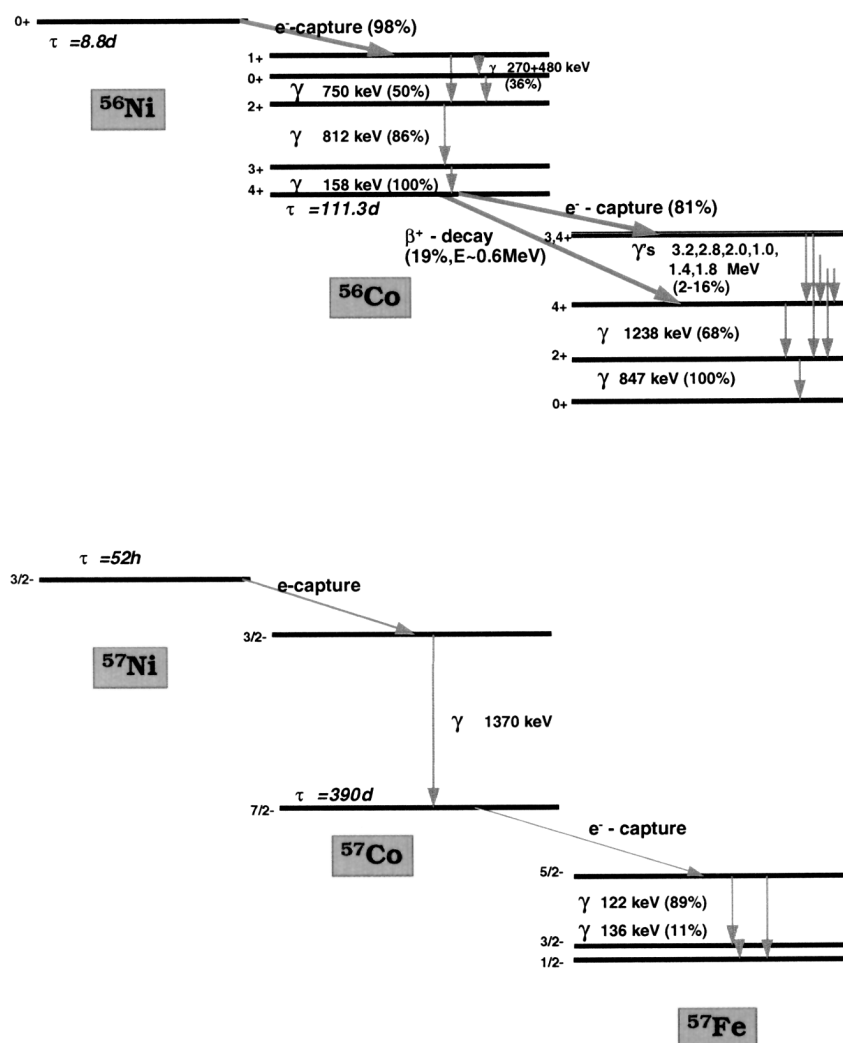 0+
τ =8.8d
e⁻-capture (98%)
1+
γ 270+480 keV
(36%)
0+
γ 750 keV (50%)
2+
⁵⁶Ni
γ 812 keV (86%)
3+
γ 158 keV (100%)
4+
τ =111.3d
e⁻ - capture (81%)
β⁺ - decay
(19%,E~0.6MeV)
3,4+
γ's 3.2,2.8,2.0,1.0,
1.4,1.8 MeV
(2-16%)
⁵⁶Co
4+
γ 1238 keV (68%)
2+
γ 847 keV (100%)
0+
τ =52h
3/2-
e-capture
3/2-
⁵⁷Ni
γ 1370 keV
τ =390d
7/2-
e⁻ - capture
⁵⁷Co
5/2-
γ 122 keV (89%)
γ 136 keV (11%)
3/2-
1/2-
⁵⁷Fe